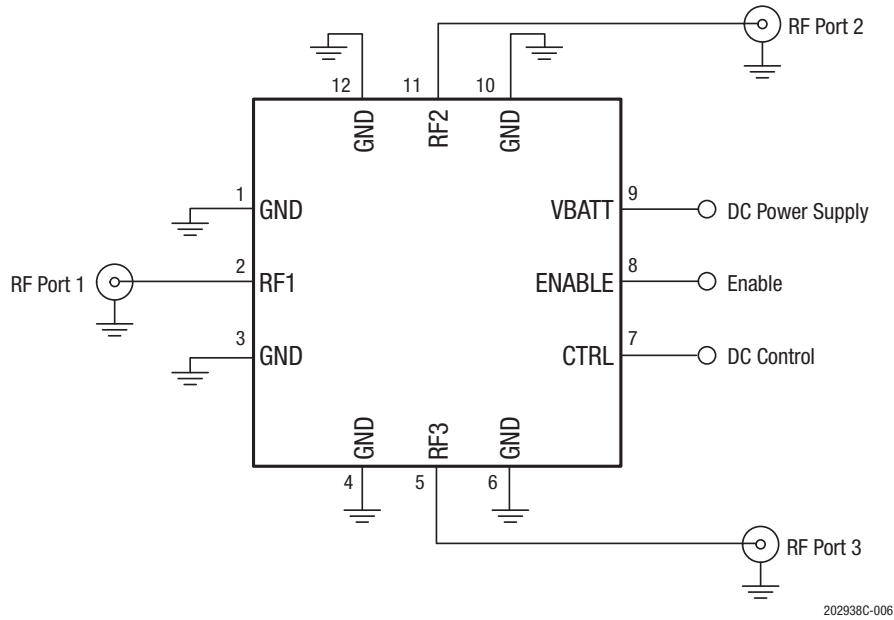 RF Port 2
12
11
10
GND
RF2
GND
1
GND
VBATT
9
DC Power Supply
RF Port 1
2
RF1
ENABLE
8
Enable
3
GND
CTRL
7
DC Control
GND
RF3
GND
4
5
6
RF Port 3
202938C-006